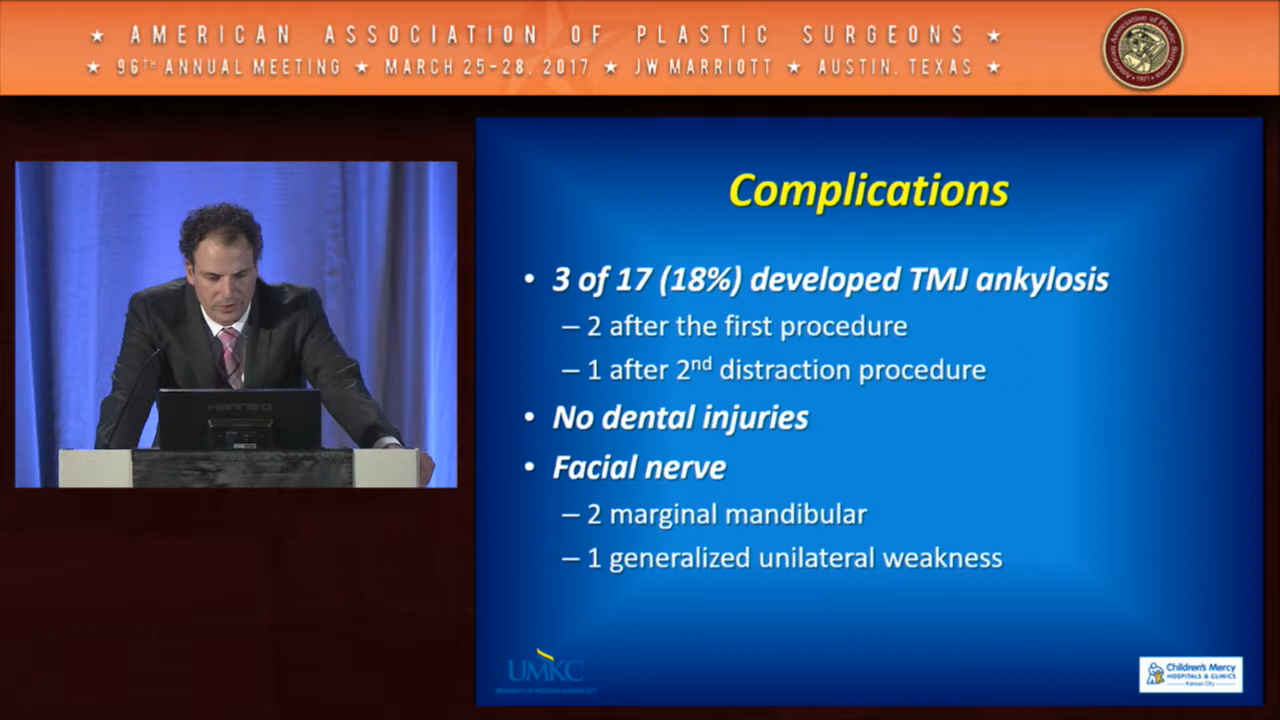 ★ AMERICAN ASSOCIATION OF PLASTIC SURGEONS ★
★ 96TH ANNUAL MEETING ★ MARCH 25-28, 2017 ★ JW MARRIOTT ★ AUSTIN, TEXAS ★
Complications
• 3 of 17 (18%) developed TMJ ankylosis
– 2 after the first procedure
– 1 after 2nd distraction procedure
• No dental injuries
• Facial nerve
– 2 marginal mandibular
– 1 generalized unilateral weakness
UMKC
Children's Mercy
HOSPITALS & CLINICS
Kansas City